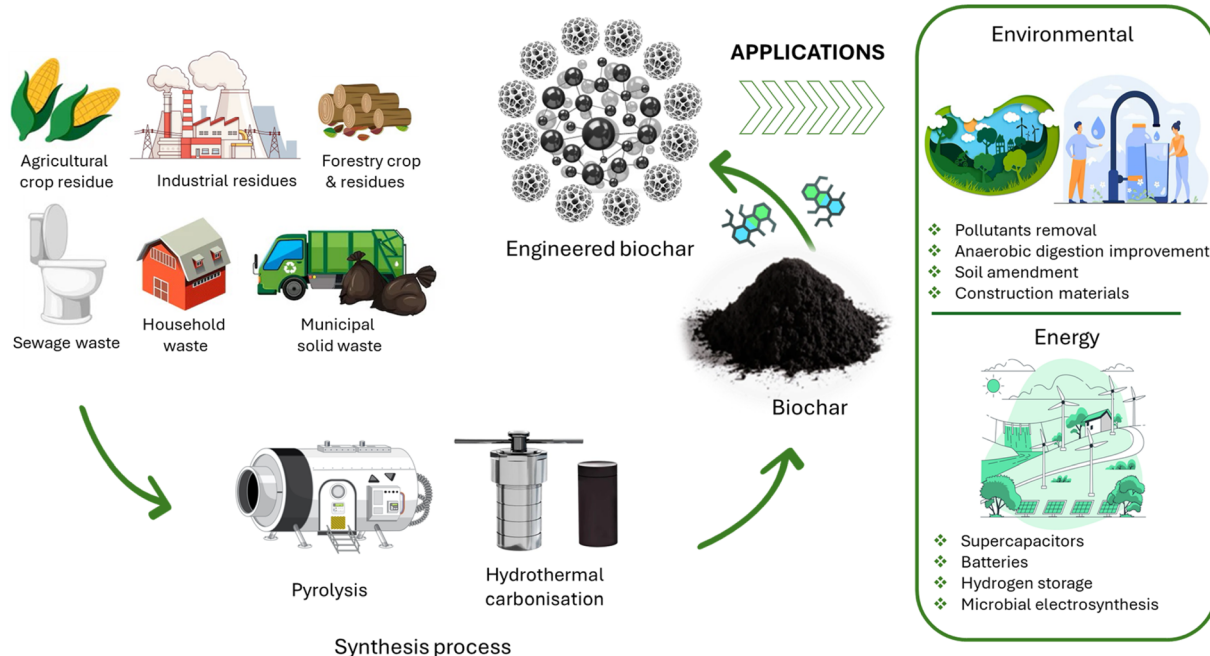 Agricultural
crop residue
Industrial residues
Forestry crop
& residues
Sewage waste
Household
waste
Municipal
solid waste
Pyrolysis
Hydrothermal
carbonisation
Synthesis process
Biochar
Engineered biochar
APPLICATIONS
Environmental
Pollutants removal
Anaerobic digestion improvement
Soil amendment
Construction materials
Energy
Supercapacitors
Batteries
Hydrogen storage
Microbial electrosynthesis